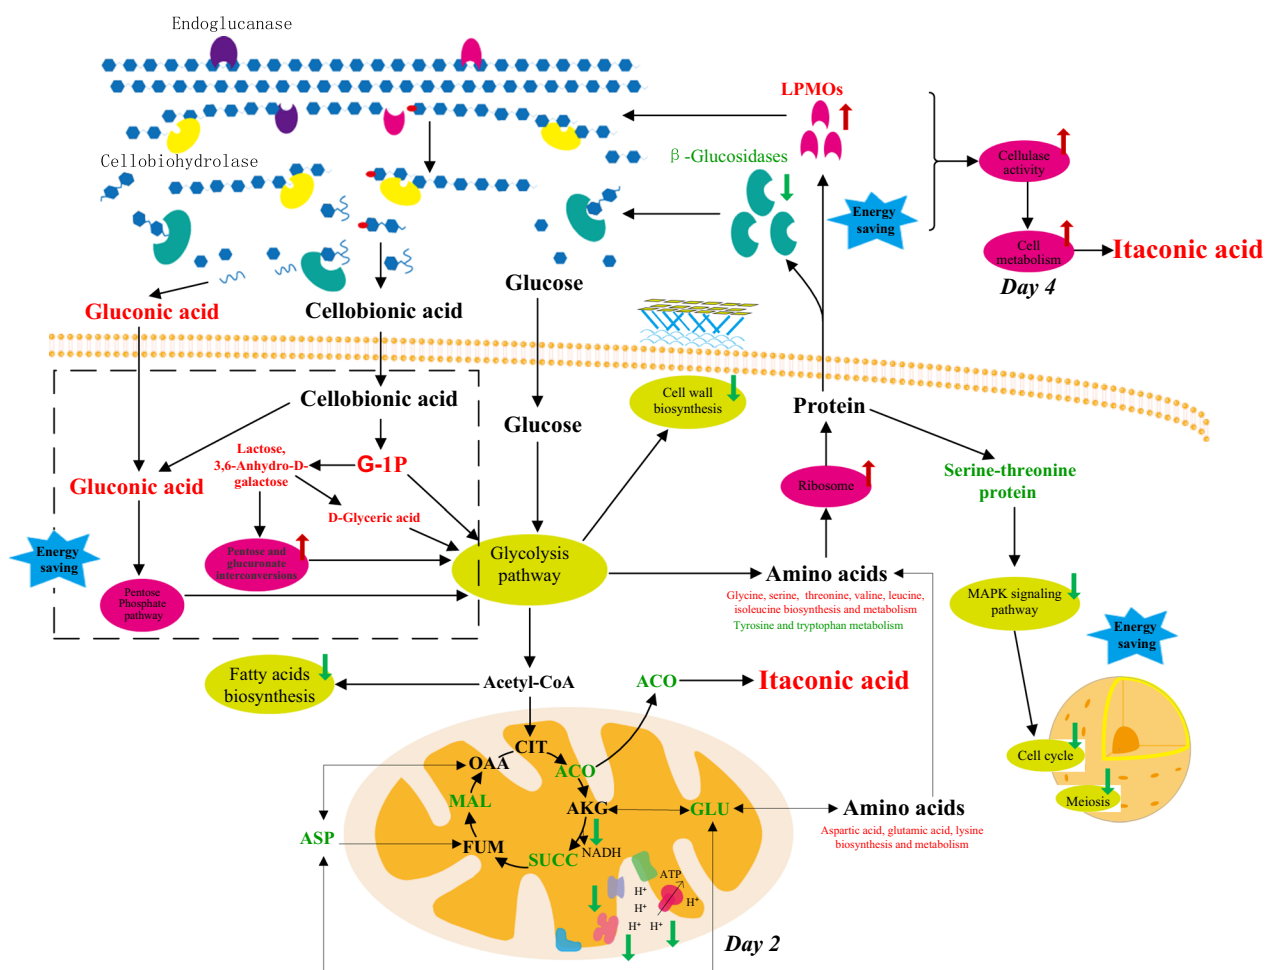 Endoglucanase
LPMOs
Cellobiohydrolase
β-Glucosidases
Cellulase
activity
Energy
saving
Cell
metabolism
Itaconic acid
Day 4
Glucose
Gluconic acid
Cellobionic acid
Cell wall
biosynthesis
Cellobionic acid
Protein
Glucose
Lactose,
3,6-Anhydro-D-
galactose
G-1P
Gluconic acid
Ribosome
Serine-threonine
protein
D-Glyceric acid
Energy
saving
Pentose and
glucuronate
interconversions
Glycolysis
pathway
Amino acids
Pentose
Phosphate
pathway
Glycine, serine, threonine, valine, leucine,
isoleucine biosynthesis and metabolism
Tyrosine and tryptophan metabolism
MAPK signaling
pathway
Energy
saving
Fatty acids
biosynthesis
Acetyl-CoA
ACO
Itaconic acid
CIT
OAA
ACO
Cell cycle
MAL
AKG
GLU
Amino acids
Meiosis
ASP
FUM
SUCC
NADH
Aspartic acid, glutamic acid, lysine
biosynthesis and metabolism
ATP
H+
H+
H+
H+
H+
Day 2